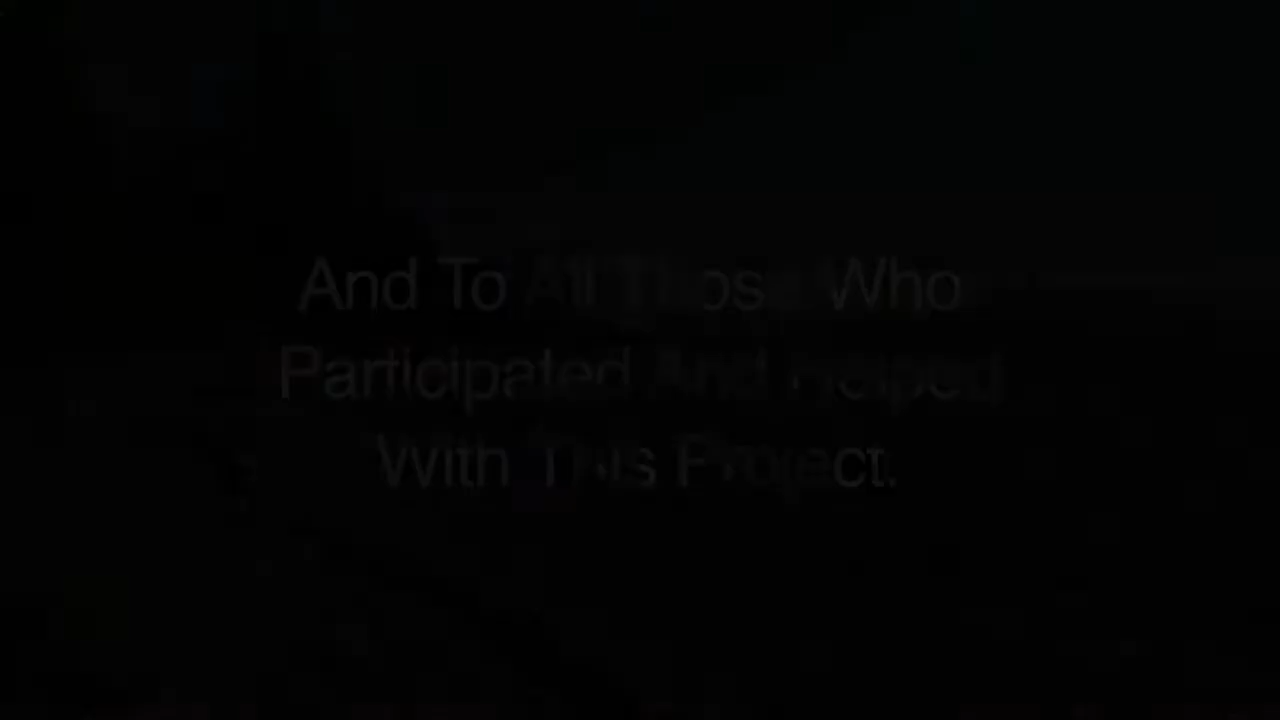 And To All Those Who
Participated And Helped
With This Project.